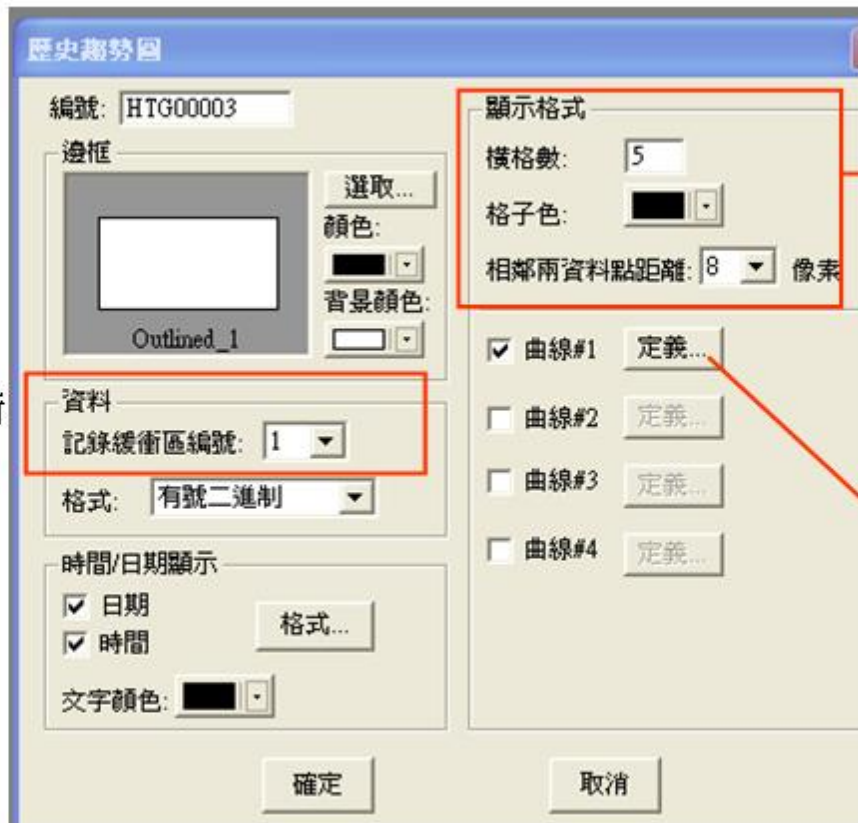 歷史趨勢圖
編號: HTG00003
邊框
選取...
顏色:
背景顏色:
Outlined_1
資料
記錄緩衝區編號: 1
格式: 有號二進制
時間/日期顯示
日期
時間
格式...
文字顏色:
顯示格式
橫格數: 5
格子色:
相鄰兩資料點距離: 8 像素
曲線#1 定義...
曲線#2 定義...
曲線#3 定義...
曲線#4 定義...
確定 取消